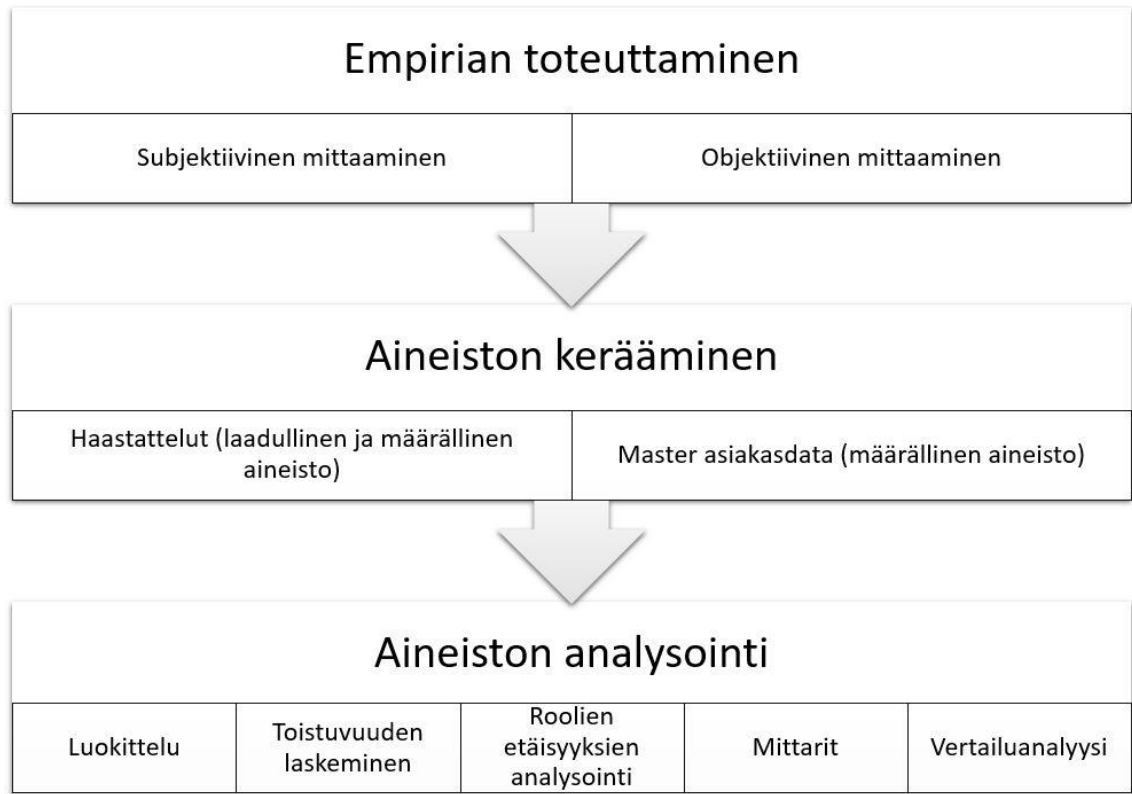 Empirian toteuttaminen
Subjektiivinen mittaaminen
Objektiivinen mittaaminen
Aineiston kerääminen
Haastattelut (laadullinen ja määrällinen
aineisto)
Master asiakasdata (määrällinen aineisto)
Aineiston analysointi
Luokittelu
Toistuvuuden
laskeminen
Roolien
etäisyyksien
analysointi
Mittarit
Vertailuanalyysi